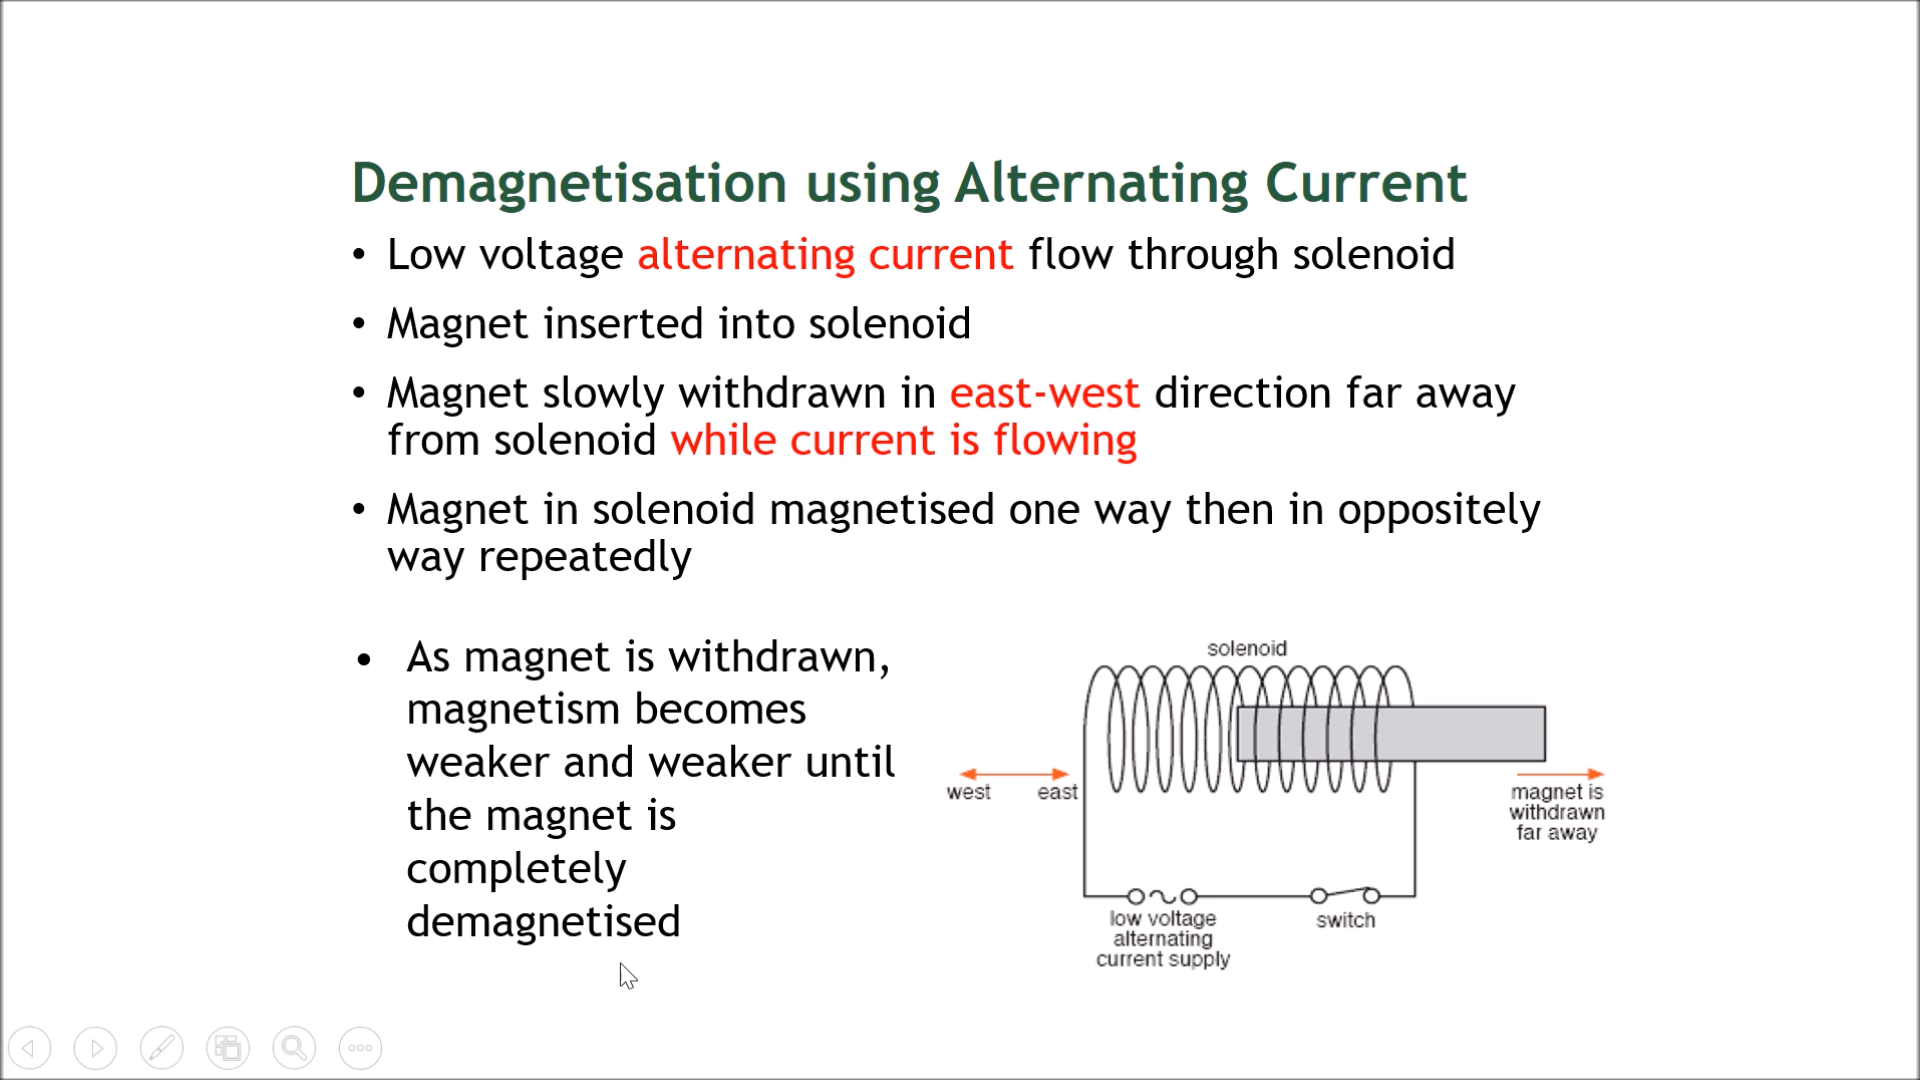 Demagnetisation using Alternating Current
• Low voltage alternating current flow through solenoid
• Magnet inserted into solenoid
• Magnet slowly withdrawn in east-west direction far away
from solenoid while current is flowing
• Magnet in solenoid magnetised one way then in oppositely
way repeatedly
• As magnet is withdrawn,
magnetism becomes
weaker and weaker until
the magnet is
completely
demagnetised
solenoid
west east
magnet is
withdrawn
far away
low voltage
alternating
current supply
switch